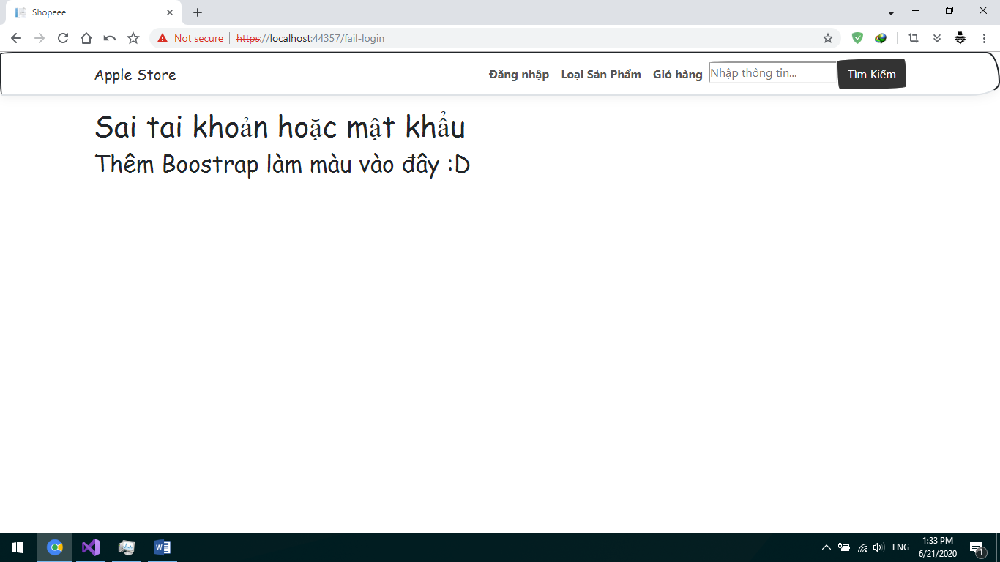 Shopeee
Not secure | https://localhost:44357/fail-login
Apple Store Đăng nhập Loại Sản Phẩm Giỏ hàng Nhập thông tin... Tìm Kiếm
Sai tai khoản hoặc mật khẩu
Thêm Boostrap làm màu vào đây :D
ENG 1:33 PM
6/21/2020
1